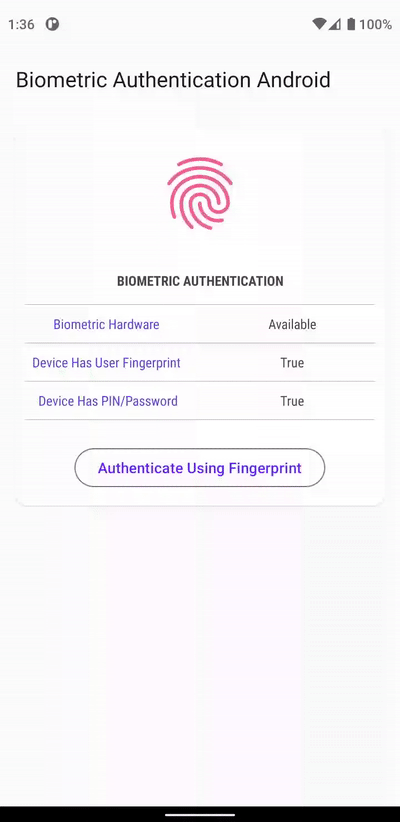 1:36 100%
Biometric Authentication Android
BIOMETRIC AUTHENTICATION
Biometric Hardware Available
Device Has User Fingerprint True
Device Has PIN/Password True
Authenticate Using Fingerprint